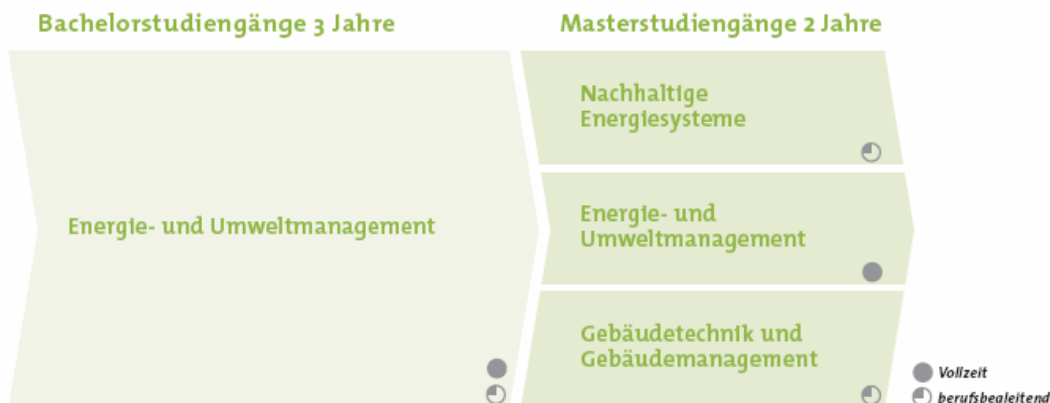 Bachelorstudiengänge 3 Jahre
Masterstudiengänge 2 Jahre
Energie- und Umweltmanagement
Nachhaltige
Energiesysteme
Energie- und
Umweltmanagement
Gebäudetechnik und
Gebäudemanagement
Vollzeit
berufsbegleitend